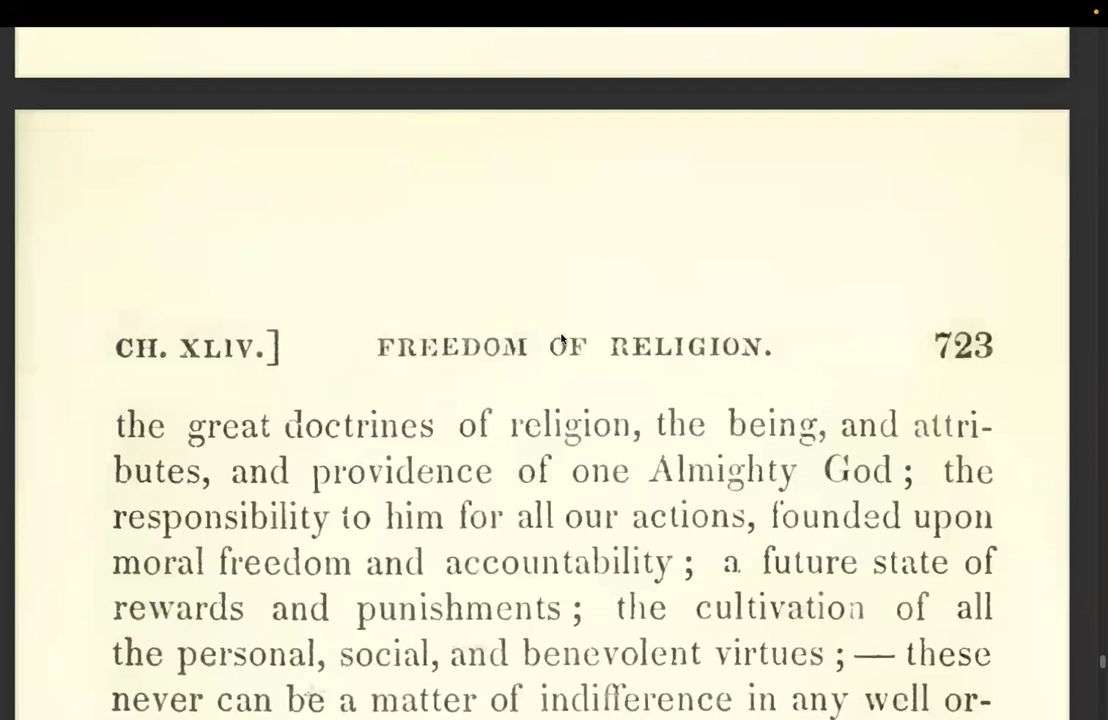 CH. XLIV.] FREEDOM OF RELIGION. 723
the great doctrines of religion, the being, and attri-
butes, and providence of one Almighty God; the
responsibility to him for all our actions, founded upon
moral freedom and accountability; a future state of
rewards and punishments; the cultivation of all
the personal, social, and benevolent virtues;—these
never can be a matter of indifference in any well or-